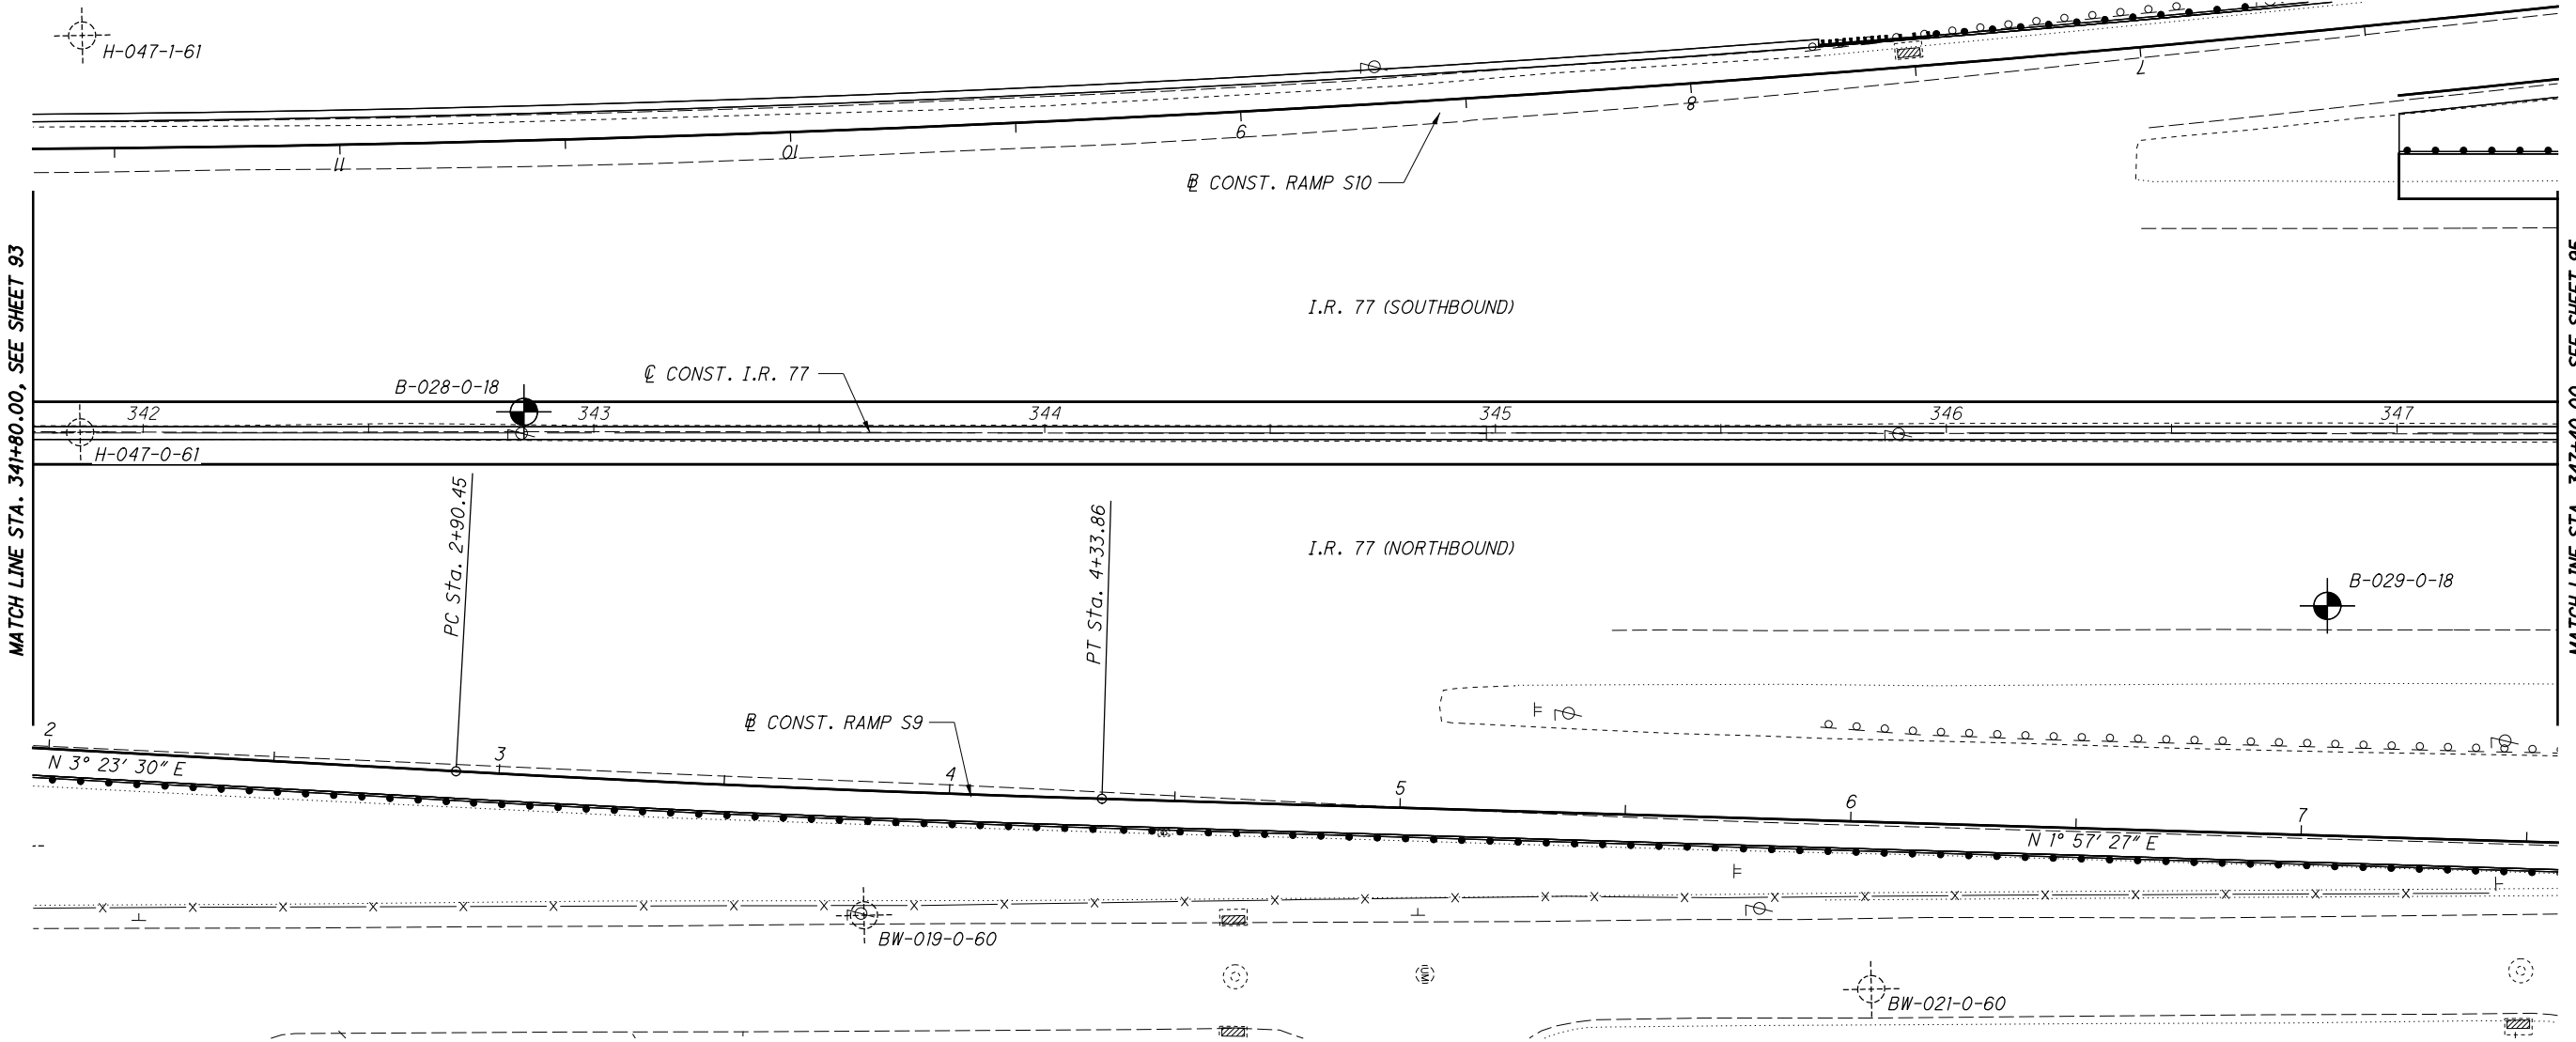 H-047-1-61
7
8
9
10
11
℄ CONST. RAMP S10
MATCH LINE STA. 341+80.00, SEE SHEET 93
I.R. 77 (SOUTHBOUND)
B-028-0-18
℄ CONST. I.R. 77
342
343
344
345
346
347
H-047-0-61
PC Sta. 2+90.45
PT Sta. 4+33.86
I.R. 77 (NORTHBOUND)
B-029-0-18
℄ CONST. RAMP S9
2
3
4
5
6
7
N 3° 23' 30" E
N 1° 57' 27" E
BW-019-0-60
BW-021-0-60